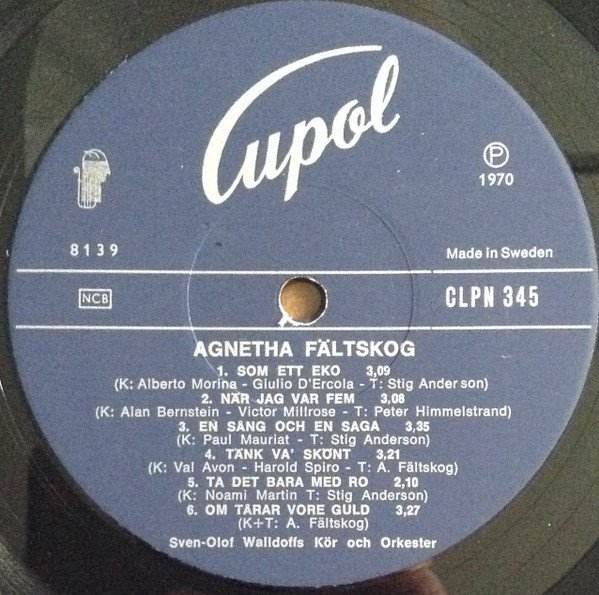 Cupol
P
1970
8139
Made in Sweden
NCB
CLPN 345
AGNETHA FÄLTSKOG
1. SOM ETT EKO 3,09
(K: Alberto Morina - Giulio D'Ercola - T: Stig Anderson)
2. NÄR JAG VAR FEM 3,08
(K: Alan Bernstein - Victor Millrose - T: Peter Himmelstrand)
3. EN SÅNG OCH EN SAGA 3,35
(K: Paul Mauriat - T: Stig Anderson)
4. TÄNK VA' SKÖNT 3,21
(K: Val Avon - Harold Spiro - T: A. Fältskog)
5. TA DET BARA MED RO 2,10
(K: Noami Martin T: Stig Anderson)
6. OM TÅRAR VORE GULD 3,27
(K+T: A. Fältskog)
Sven-Olof Walldoffs Kör och Orkester